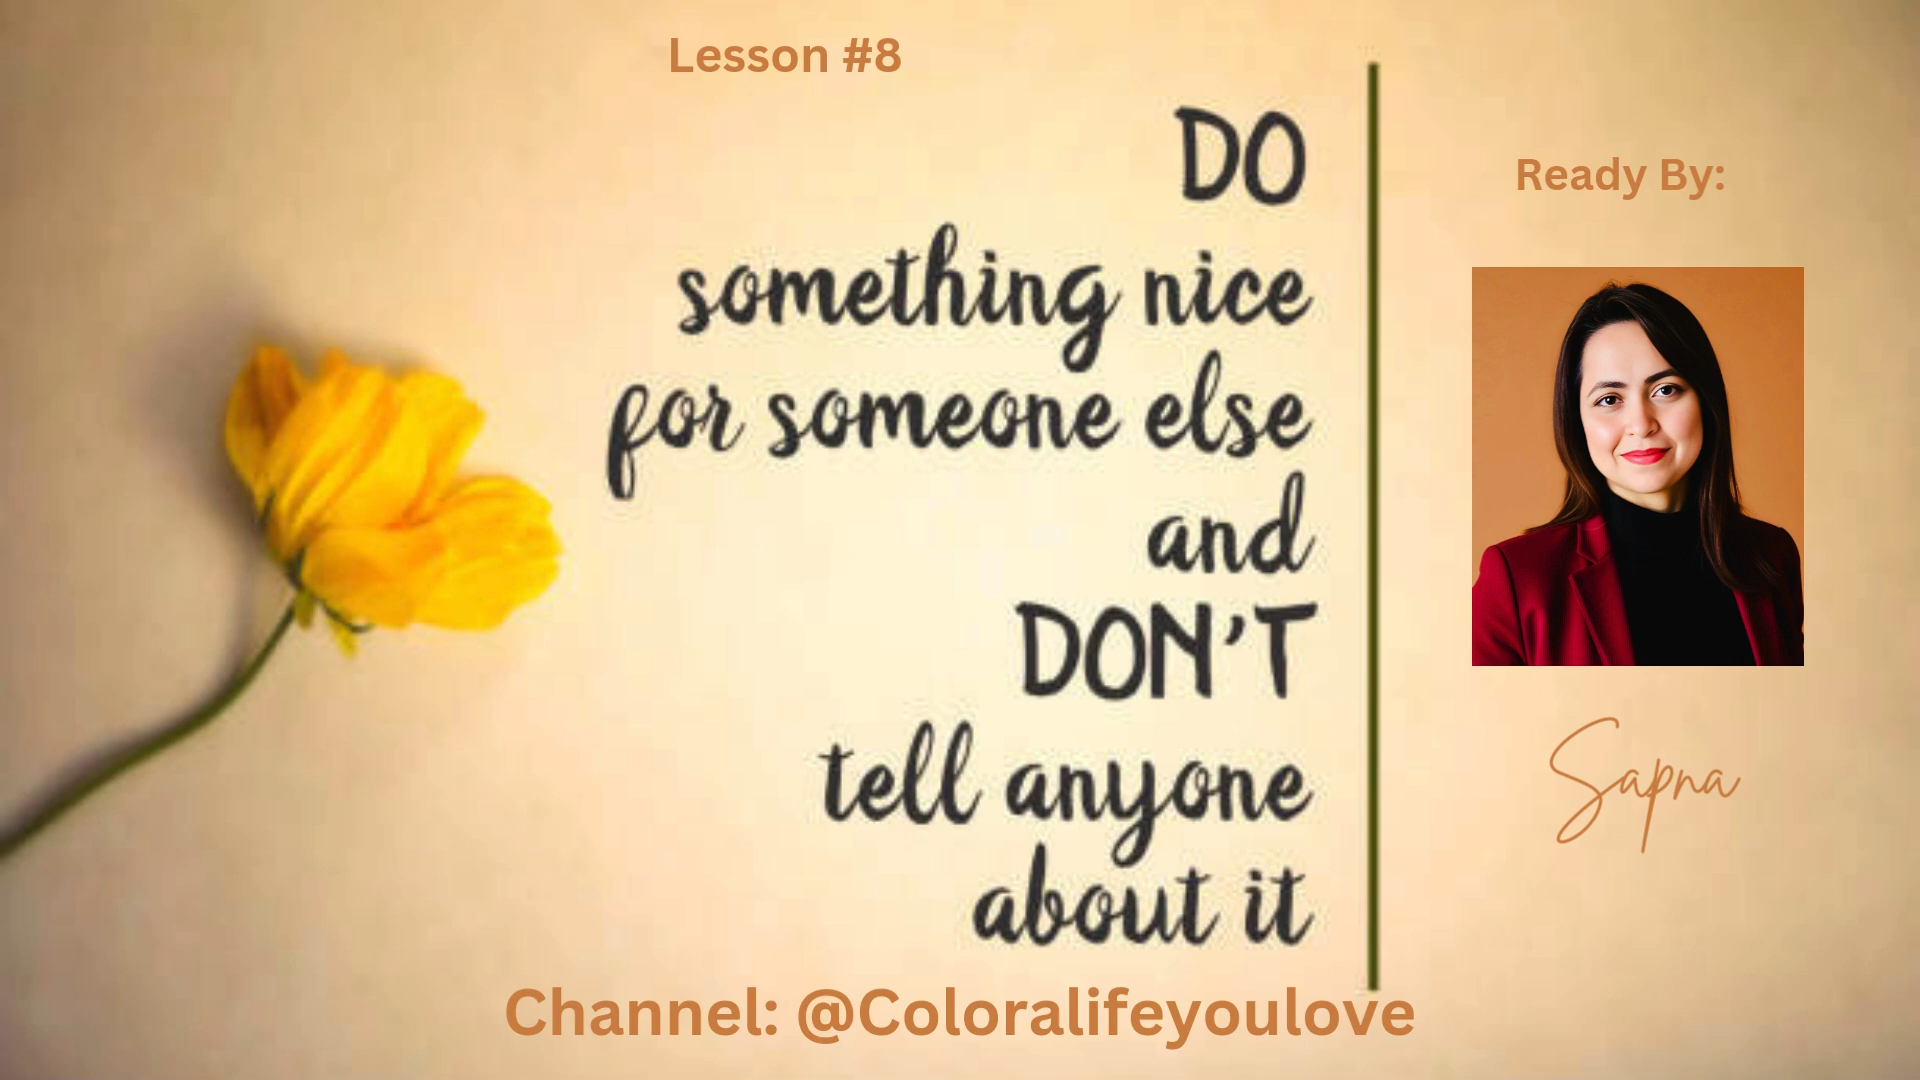 Lesson #8
DO
something nice
for someone else
and
DON'T
tell anyone
about it
Ready By:
Sapna
Channel: @Coloralifeyoulove